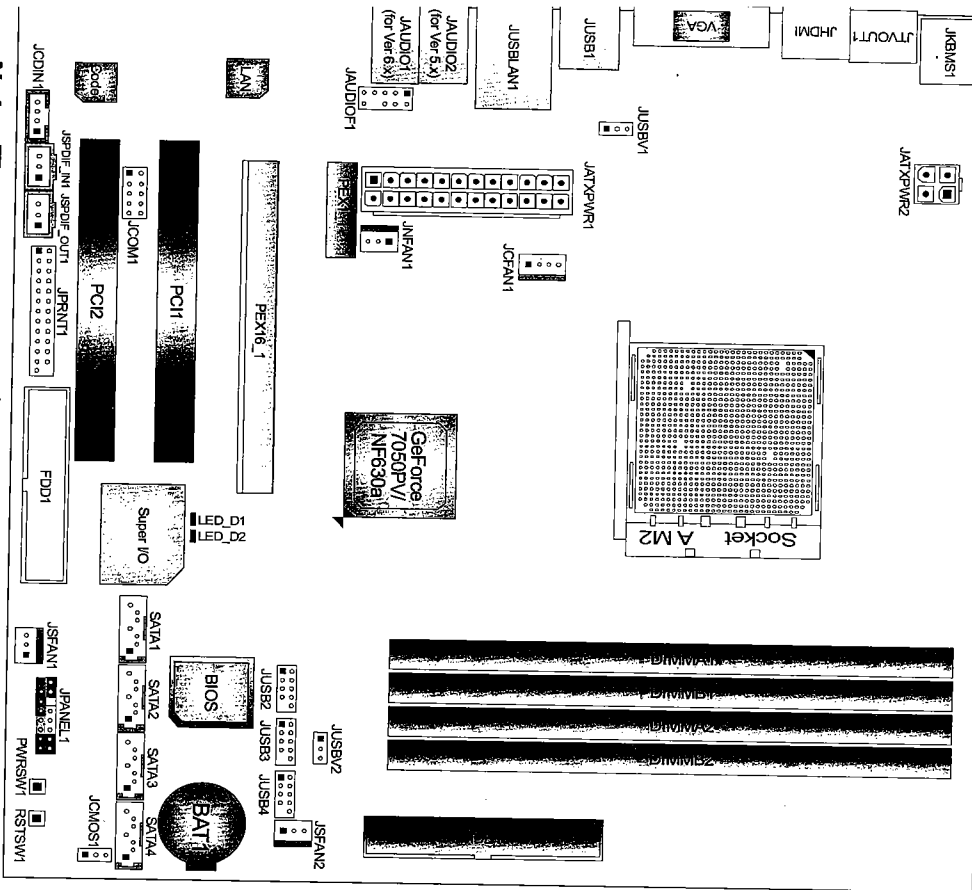 JKBMS1
JTVOUT1
JHDMI
VGA
JUSB1
JUSBLAN1
JAUDIO2
(for Ver 5.x)
JAUDIO1
(for Ver 6.x)
JAUDIOF1
LAN
Codec
JCDIN1
JSPDIF_IN1
JSPDIF_OUT1
JUSBV1
JATXPWR2
JATXPWR1
JNFAN1
JCFAN1
JCOM1
JPRNT1
PCI2
PCI1
PEX16_1
GeForce
7050PV/
NF630a
Socket AM2
FDD1
Super I/O
LED_D1
LED_D2
SATA1
SATA2
SATA3
SATA4
BIOS
JUSB2
JUSB3
JUSB4
JUSBV2
JSFAN1
JPANEL1
PWRSW1
RSTSW1
JCMOS1
BAT1
JSFAN2
DIMMA1
DIMMB1
DIMMA2
DIMMB2